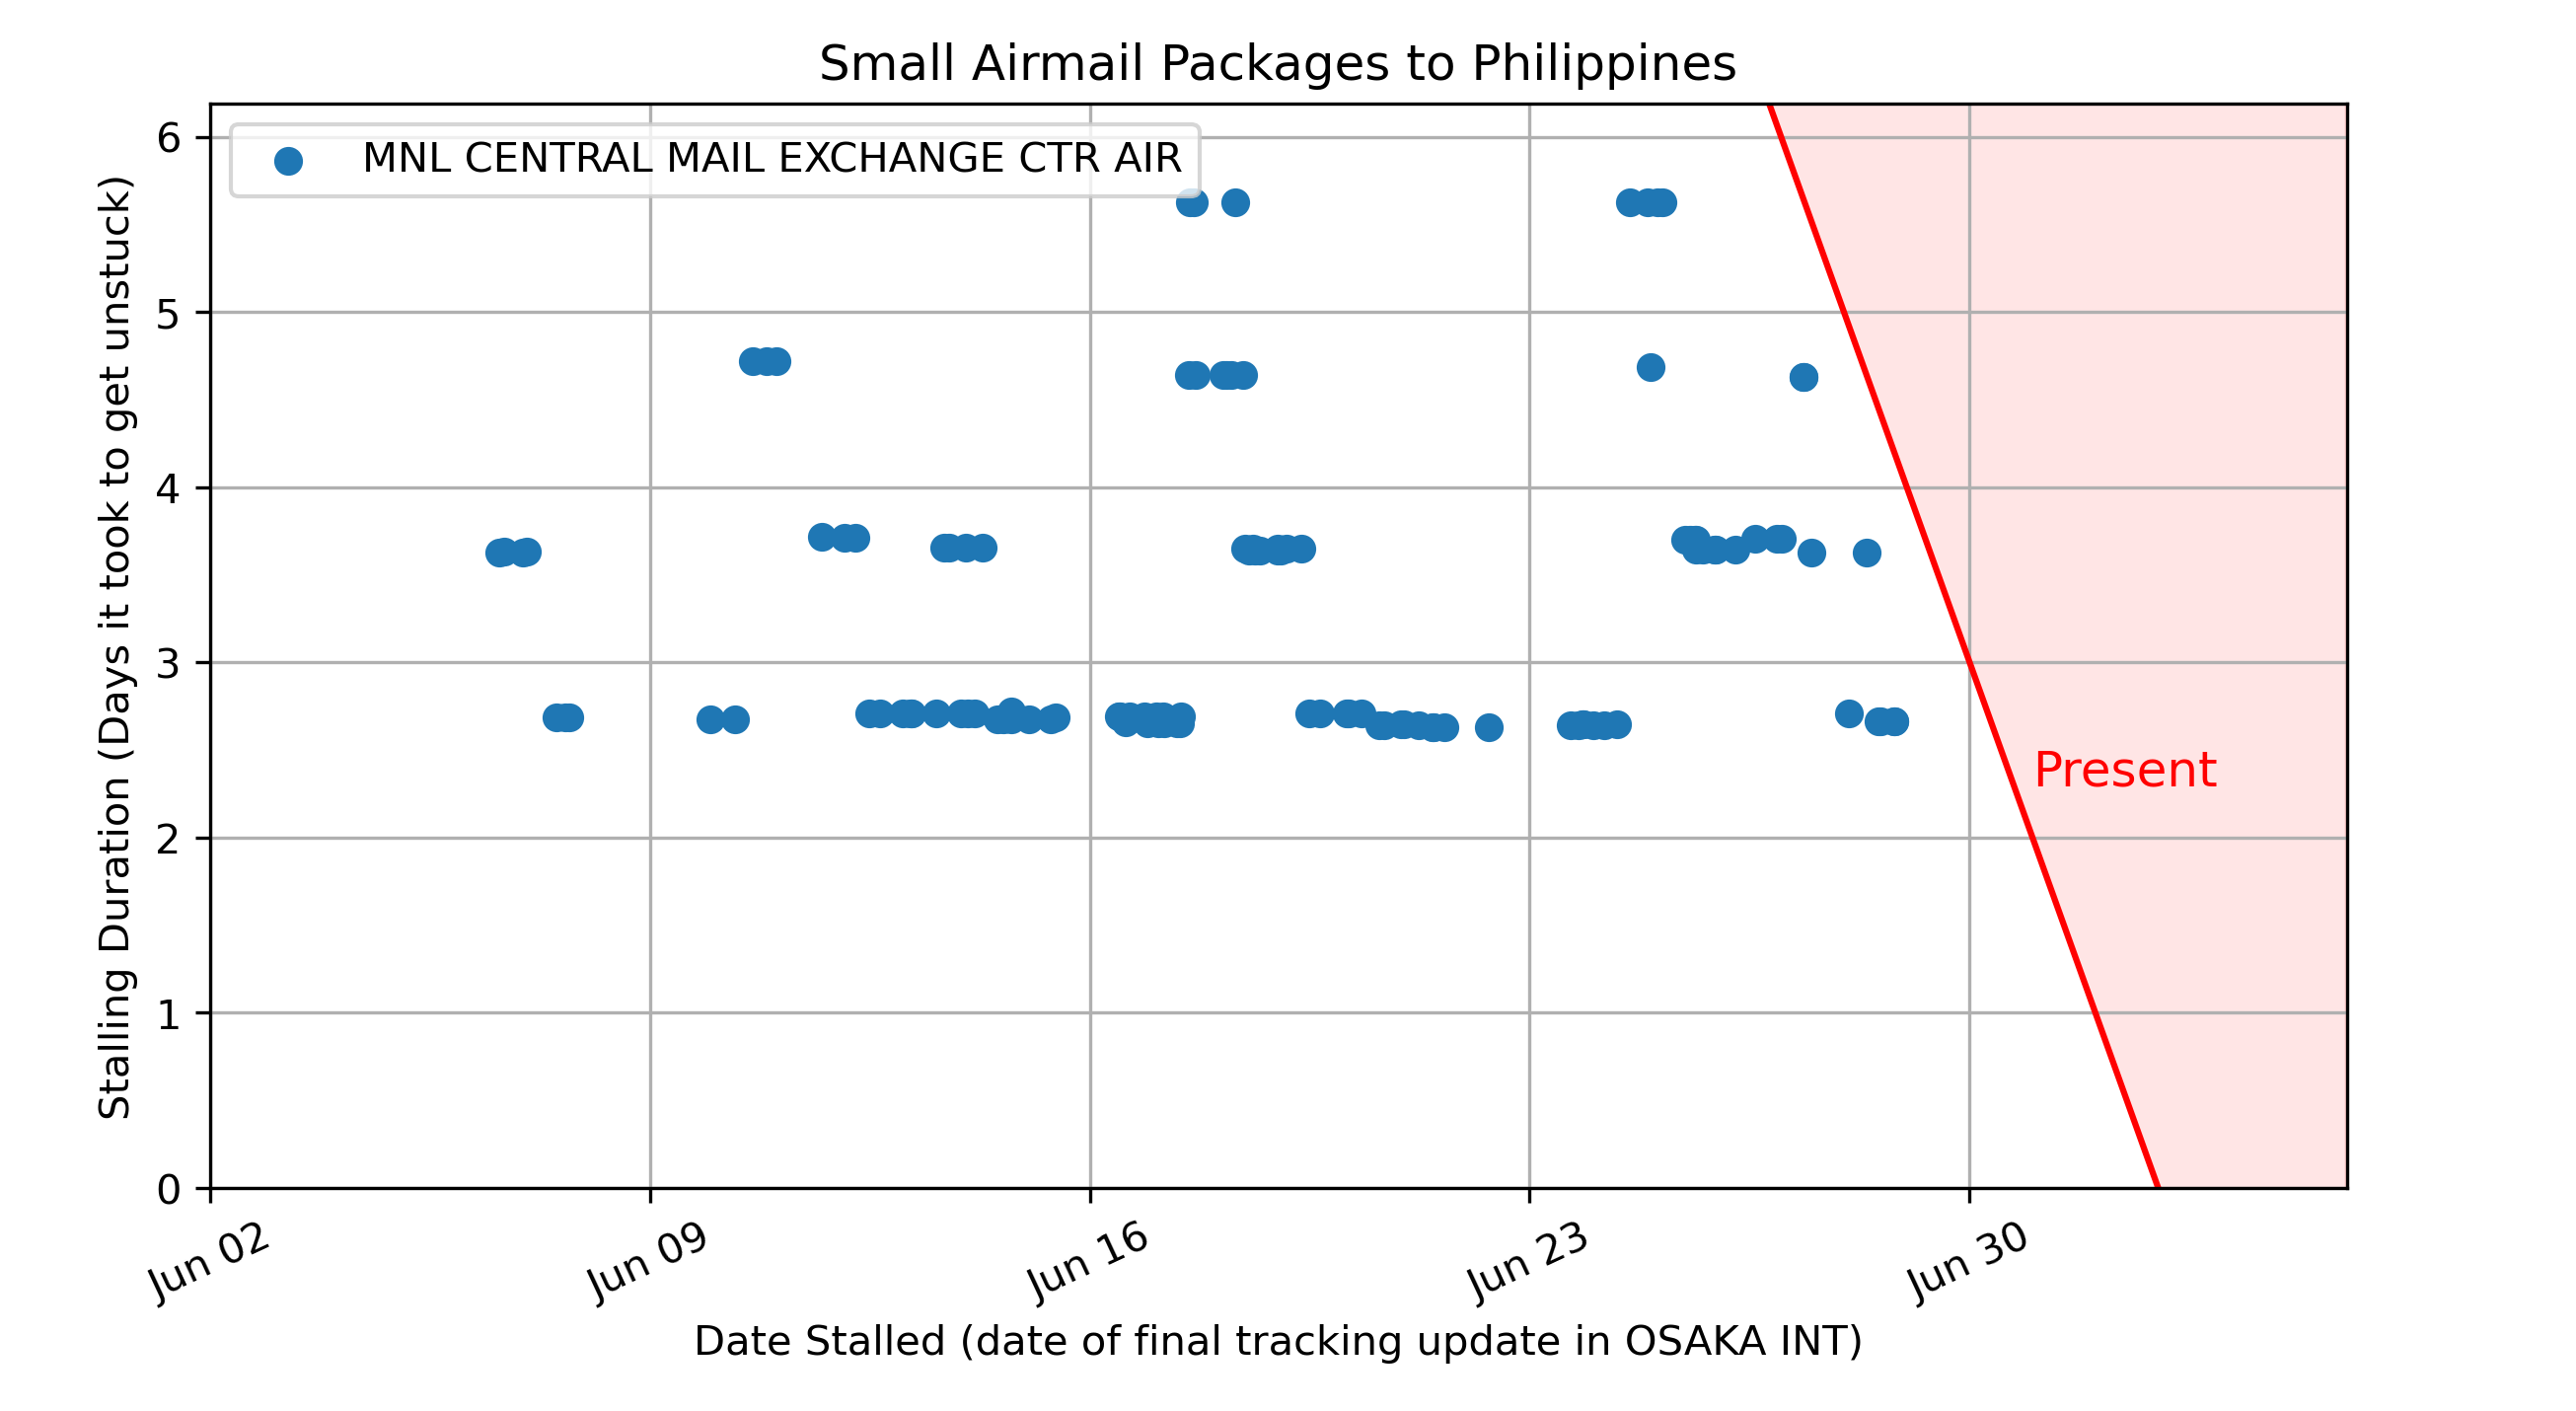 Small Airmail Packages to Philippines
MNL CENTRAL MAIL EXCHANGE CTR AIR
Stalling Duration (Days it took to get unstuck)
6
5
4
3
2
1
0
Present
Jun 02
Jun 09
Jun 16
Jun 23
Jun 30
Date Stalled (date of final tracking update in OSAKA INT)